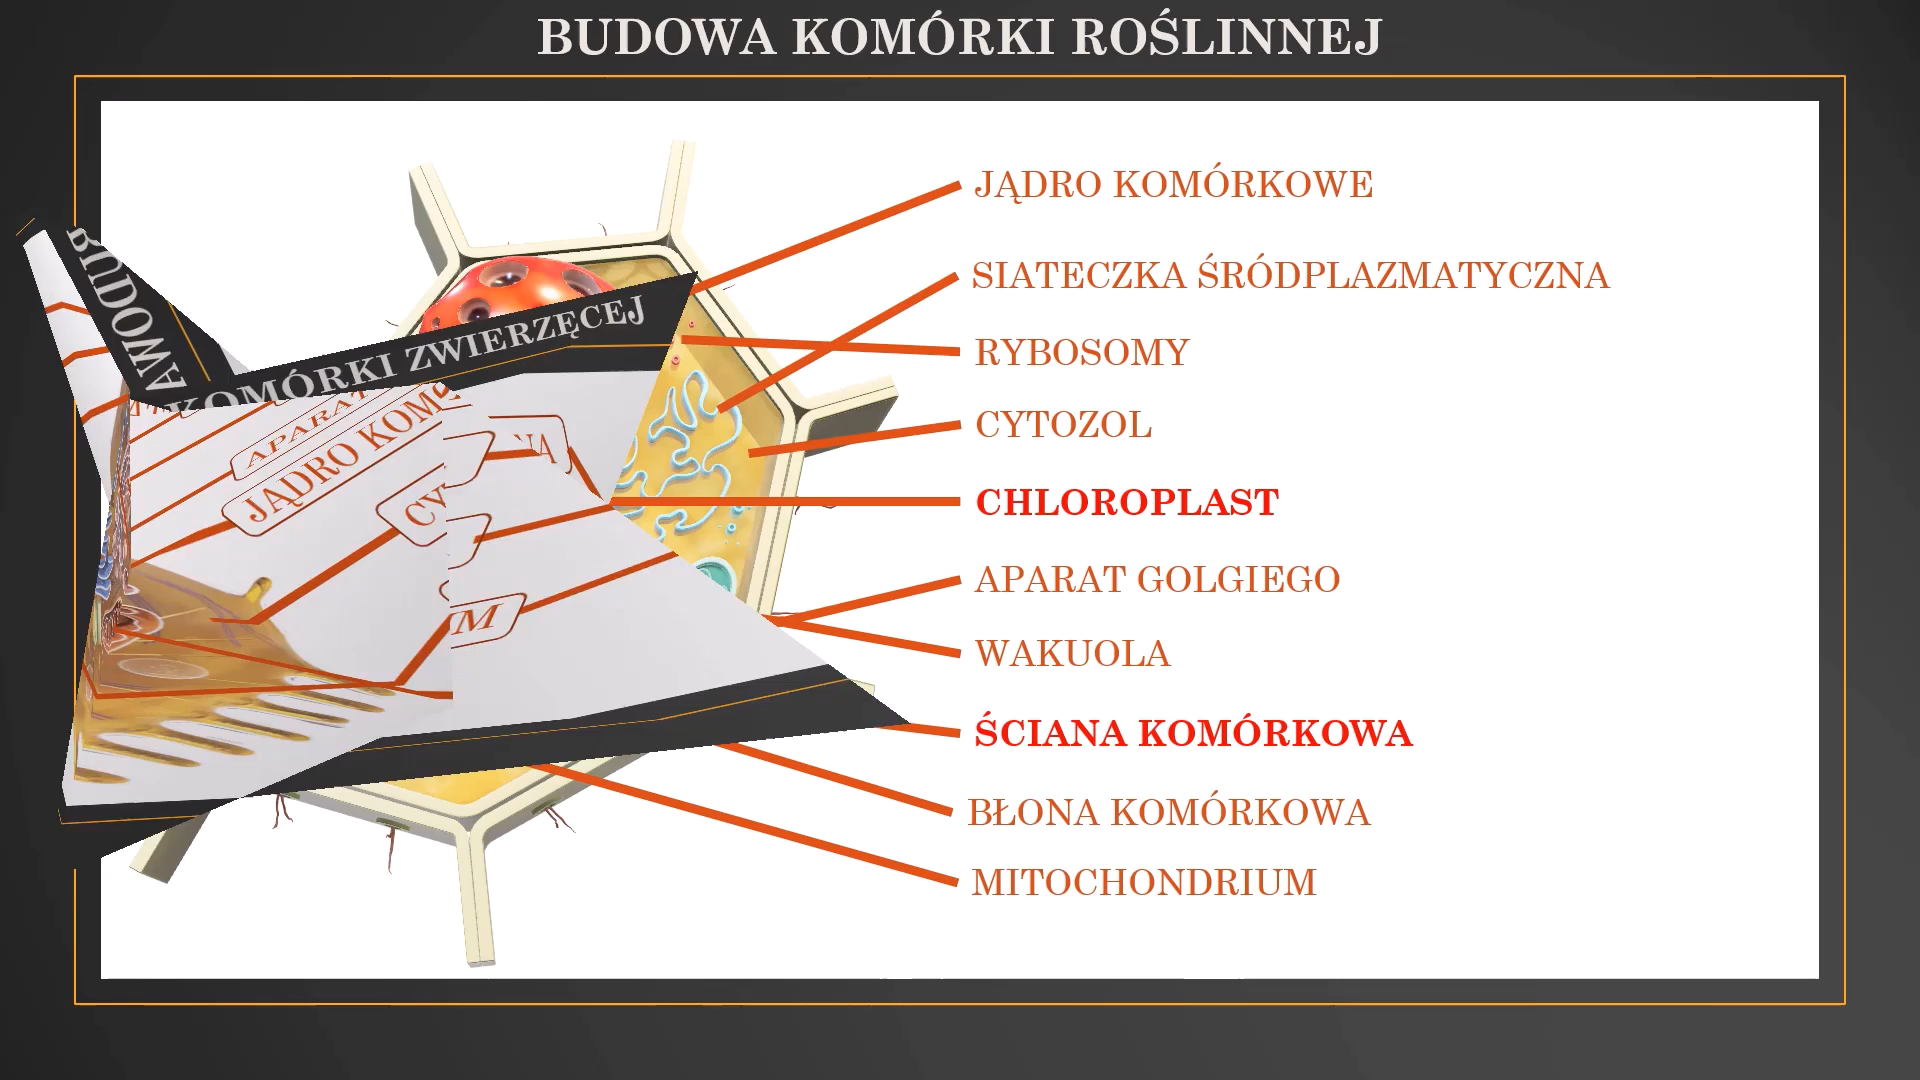 BUDOWA KOMÓRKI ROŚLINNEJ
JĄDRO KOMÓRKOWE
SIATECZKA ŚRÓDPLAZMATYCZNA
RYBOSOMY
CYTOZOL
CHLOROPLAST
APARAT GOLGIEGO
WAKUOLA
ŚCIANA KOMÓRKOWA
BŁONA KOMÓRKOWA
MITOCHONDRIUM
BUDOWA
KOMÓRKI ZWIERZĘCEJ
APARAT
JĄDRO KOM